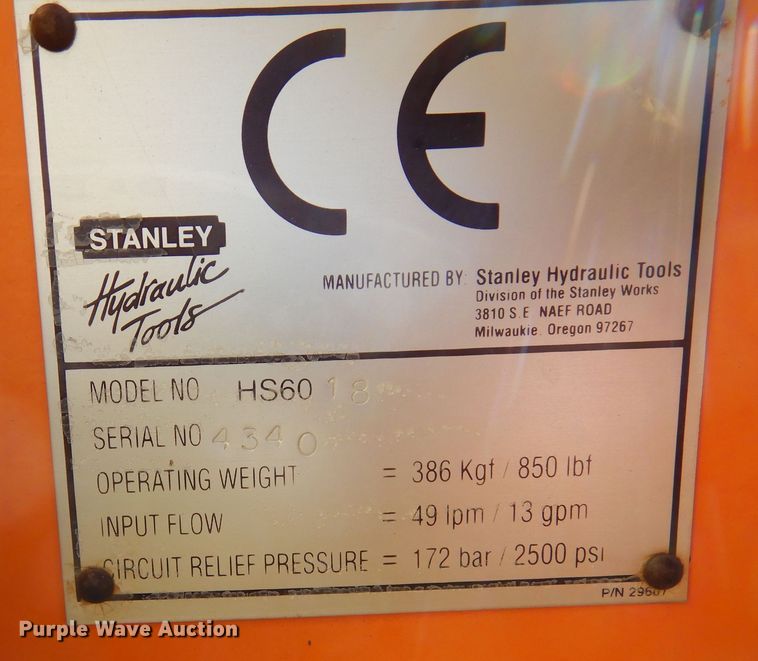 CE
STANLEY
Hydraulic
Tools
MANUFACTURED BY: Stanley Hydraulic Tools
Division of the Stanley Works
3810 S.E. NAEF ROAD
Milwaukie, Oregon 97267
MODEL NO HS60 18
SERIAL NO 4340
OPERATING WEIGHT = 386 Kgf / 850 lbf
INPUT FLOW = 49 lpm / 13 gpm
CIRCUIT RELIEF PRESSURE = 172 bar / 2500 psi
P/N
Purple Wave Auction